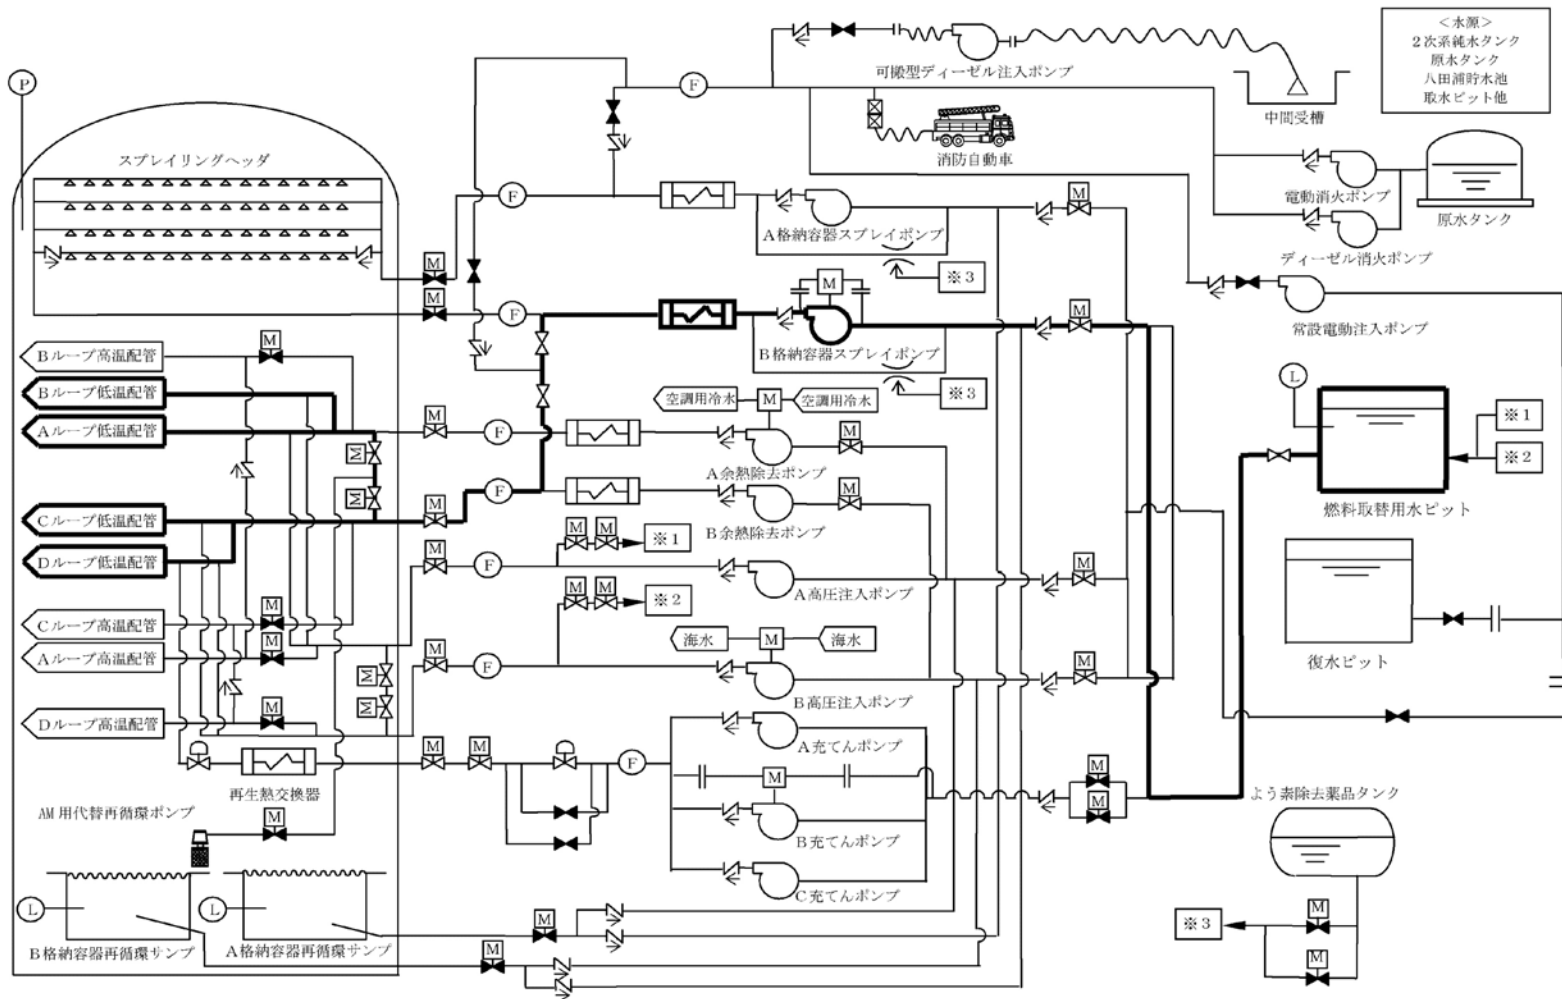 <水源>
2次系純水タンク
原水タンク
八田浦貯水池
取水ピット他
可搬型ディーゼル注入ポンプ
中間受槽
P
F
消防自動車
スプレイリングヘッダ
電動消火ポンプ
原水タンク
F
M
A格納容器スプレイポンプ
ディーゼル消火ポンプ
M
※3
M
M
F
M
常設電動注入ポンプ
Bループ高温配管
M
B格納容器スプレイポンプ
※3
L
Bループ低温配管
空調用冷水
M
空調用冷水
※1
Aループ低温配管
M
F
M
※2
M
A余熱除去ポンプ
M
M
Cループ低温配管
M
F
燃料取替用水ピット
B余熱除去ポンプ
M
M
※1
Dループ低温配管
M
F
M
A高圧注入ポンプ
M
M
※2
Cループ高温配管
M
海水
M
海水
Aループ高温配管
M
M
F
M
復水ピット
M
B高圧注入ポンプ
M
Dループ高温配管
M
A充てんポンプ
M
M
F
M
M
再生熱交換器
よう素除去薬品タンク
AM用代替再循環ポンプ
M
M
B充てんポンプ
C充てんポンプ
L
L
M
M
※3
B格納容器再循環サンプ
A格納容器再循環サンプ
M
M